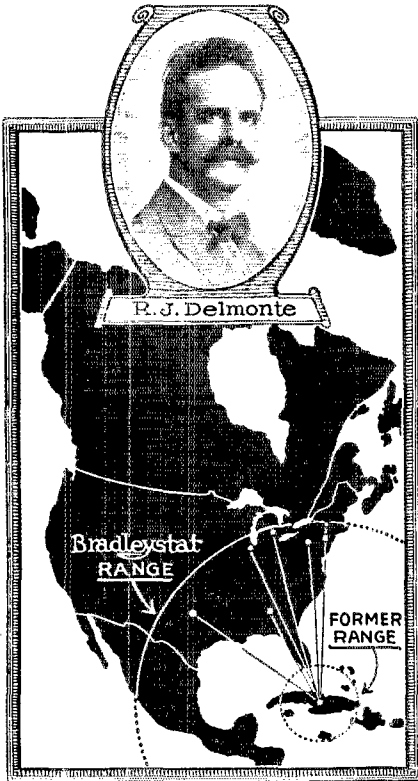 R.J. Delmonte
Bradleystat
RANGE
FORMER
RANGE